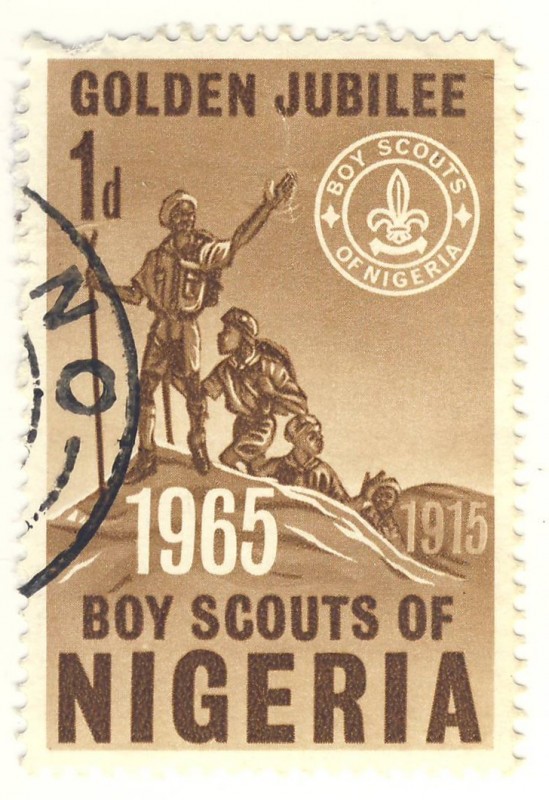 GOLDEN JUBILEE
1d
BOY SCOUTS
OF NIGERIA
1965
1915
BOY SCOUTS OF
NIGERIA